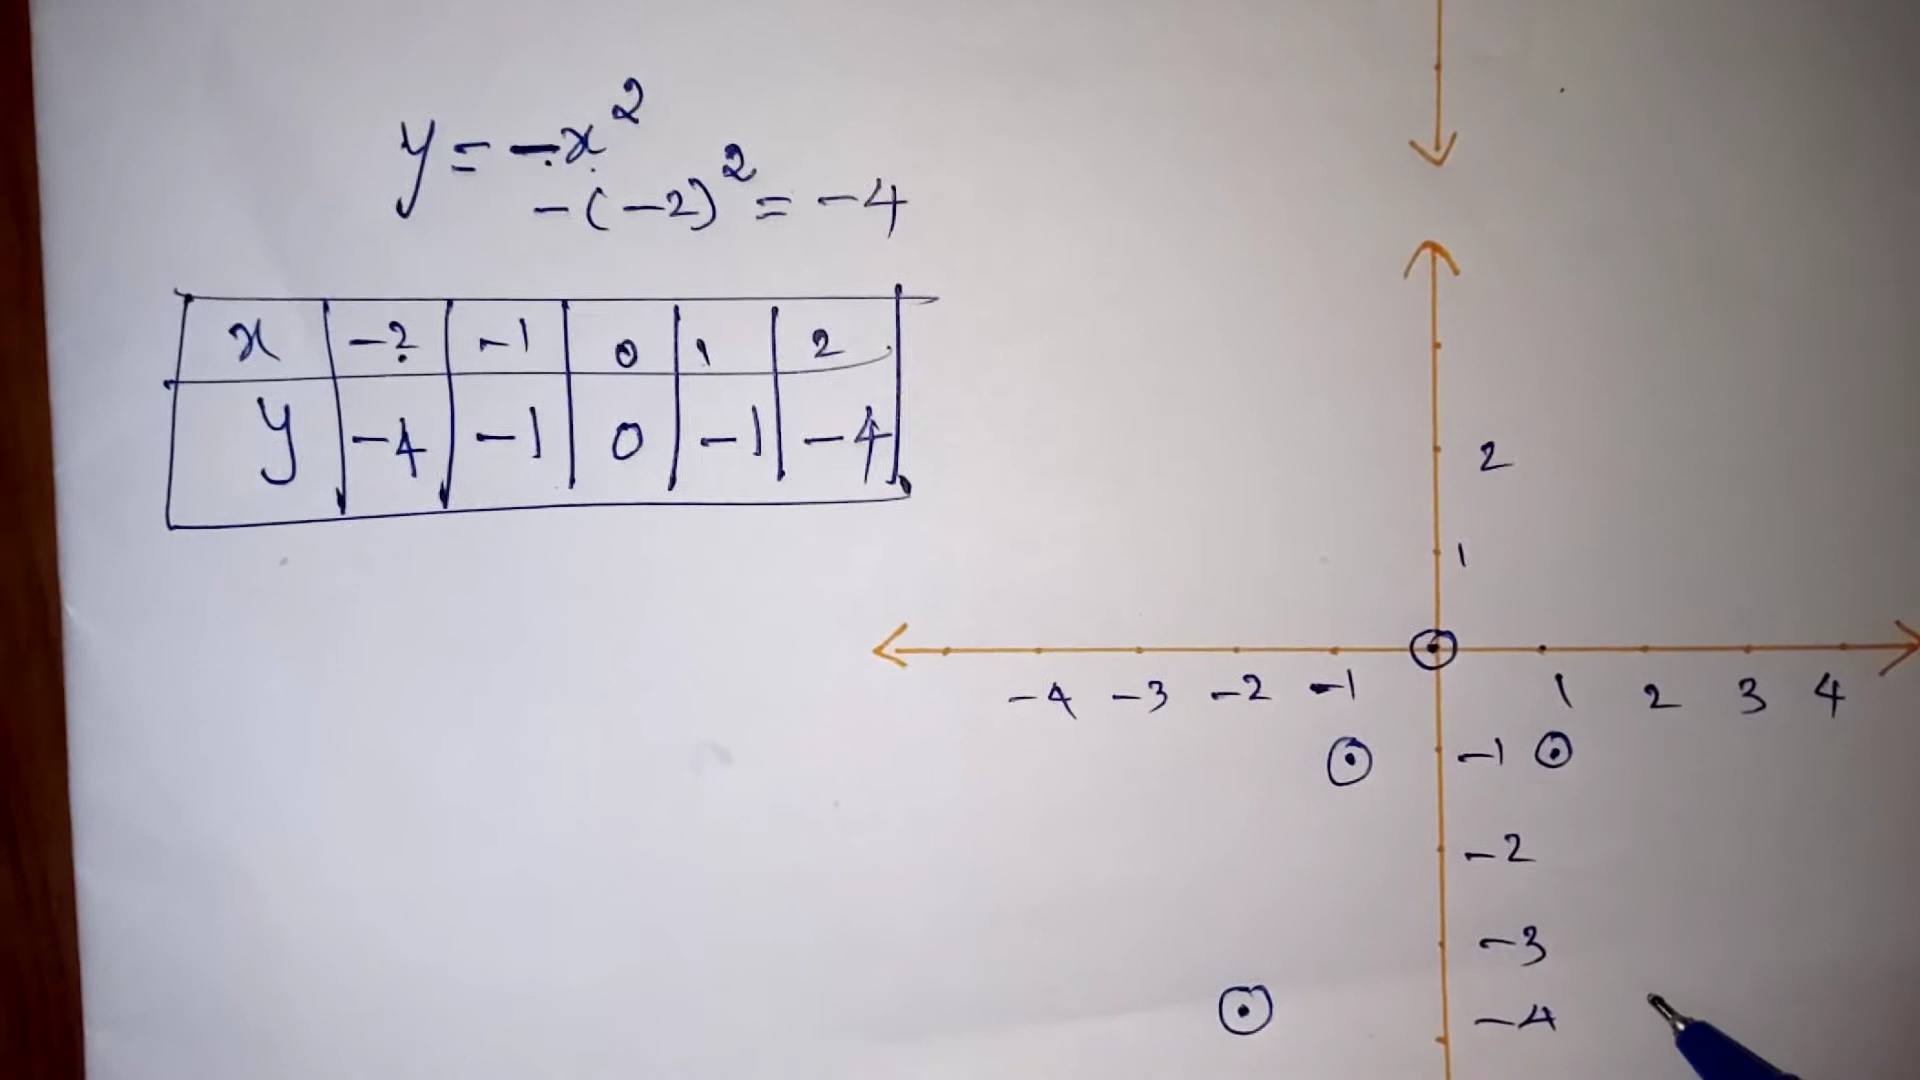 y = -x²
-(-2)² = -4
x -2 -1 0 1 2
y -4 -1 0 -1 -4
2
1
-4 -3 -2 -1 1 2 3 4
-1
-2
-3
-4